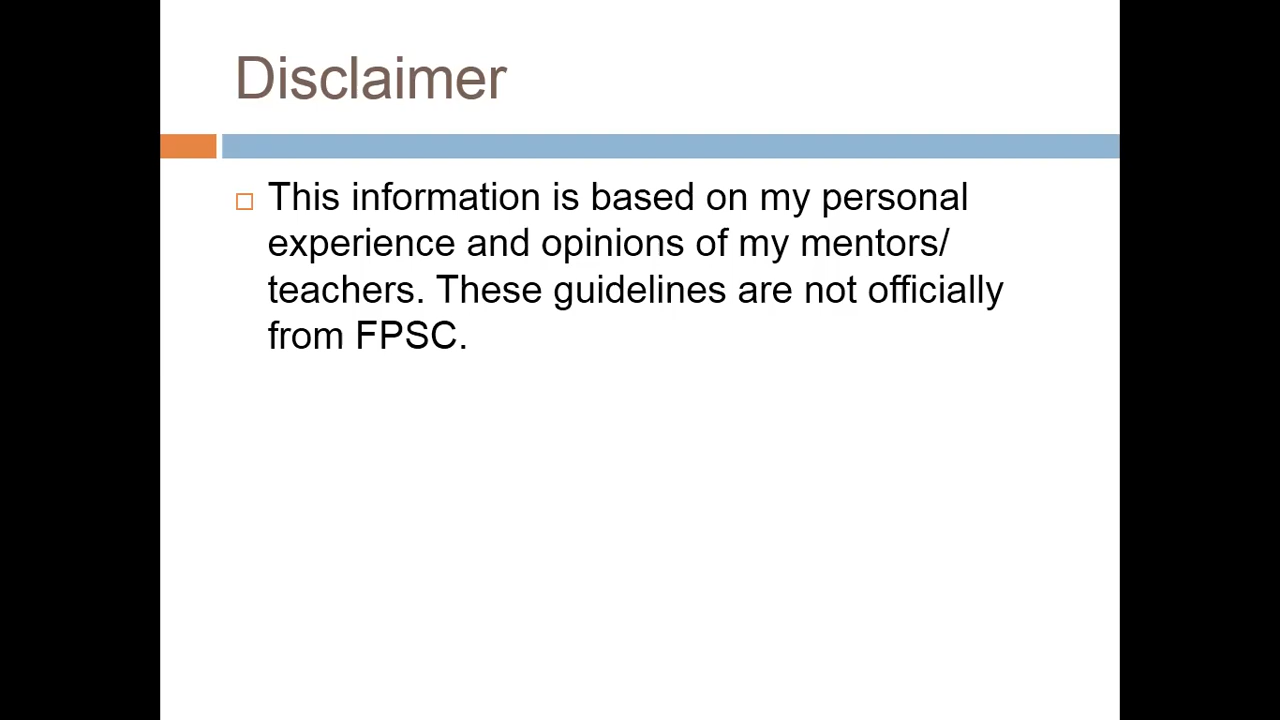 Disclaimer
This information is based on my personal
experience and opinions of my mentors/
teachers. These guidelines are not officially
from FPSC.